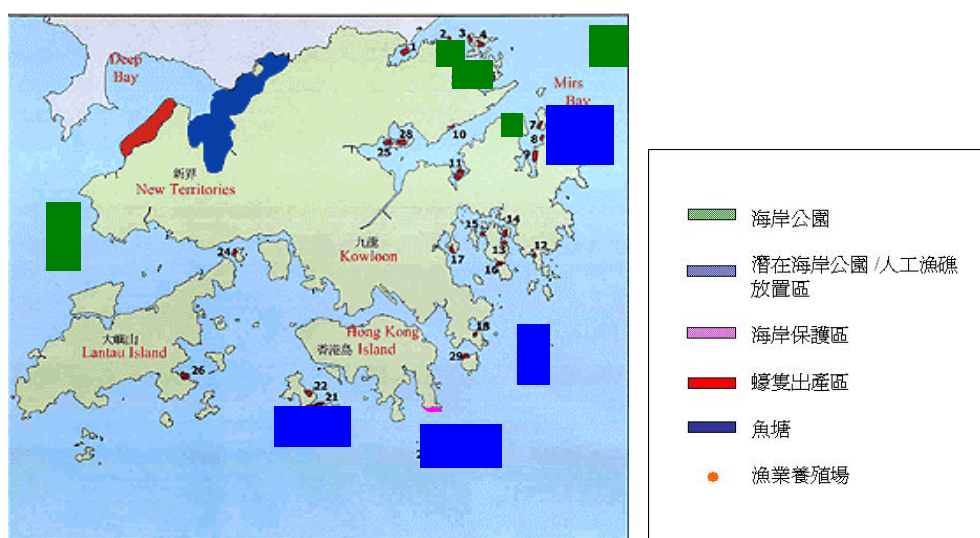 Deep
Bay
Mirs
Bay
1
2
3
4
7
8
9
10
11
28
25
新界
New Territories
九龍
Kowloon
15
14
13
12
17
16
24
大嶼山
Lantau Island
26
Hong Kong
香港島 Island
18
29
22
21
海岸公園
潛在海岸公園 /人工漁礁
放置區
海岸保護區
蠔隻出產區
魚塘
漁業養殖場